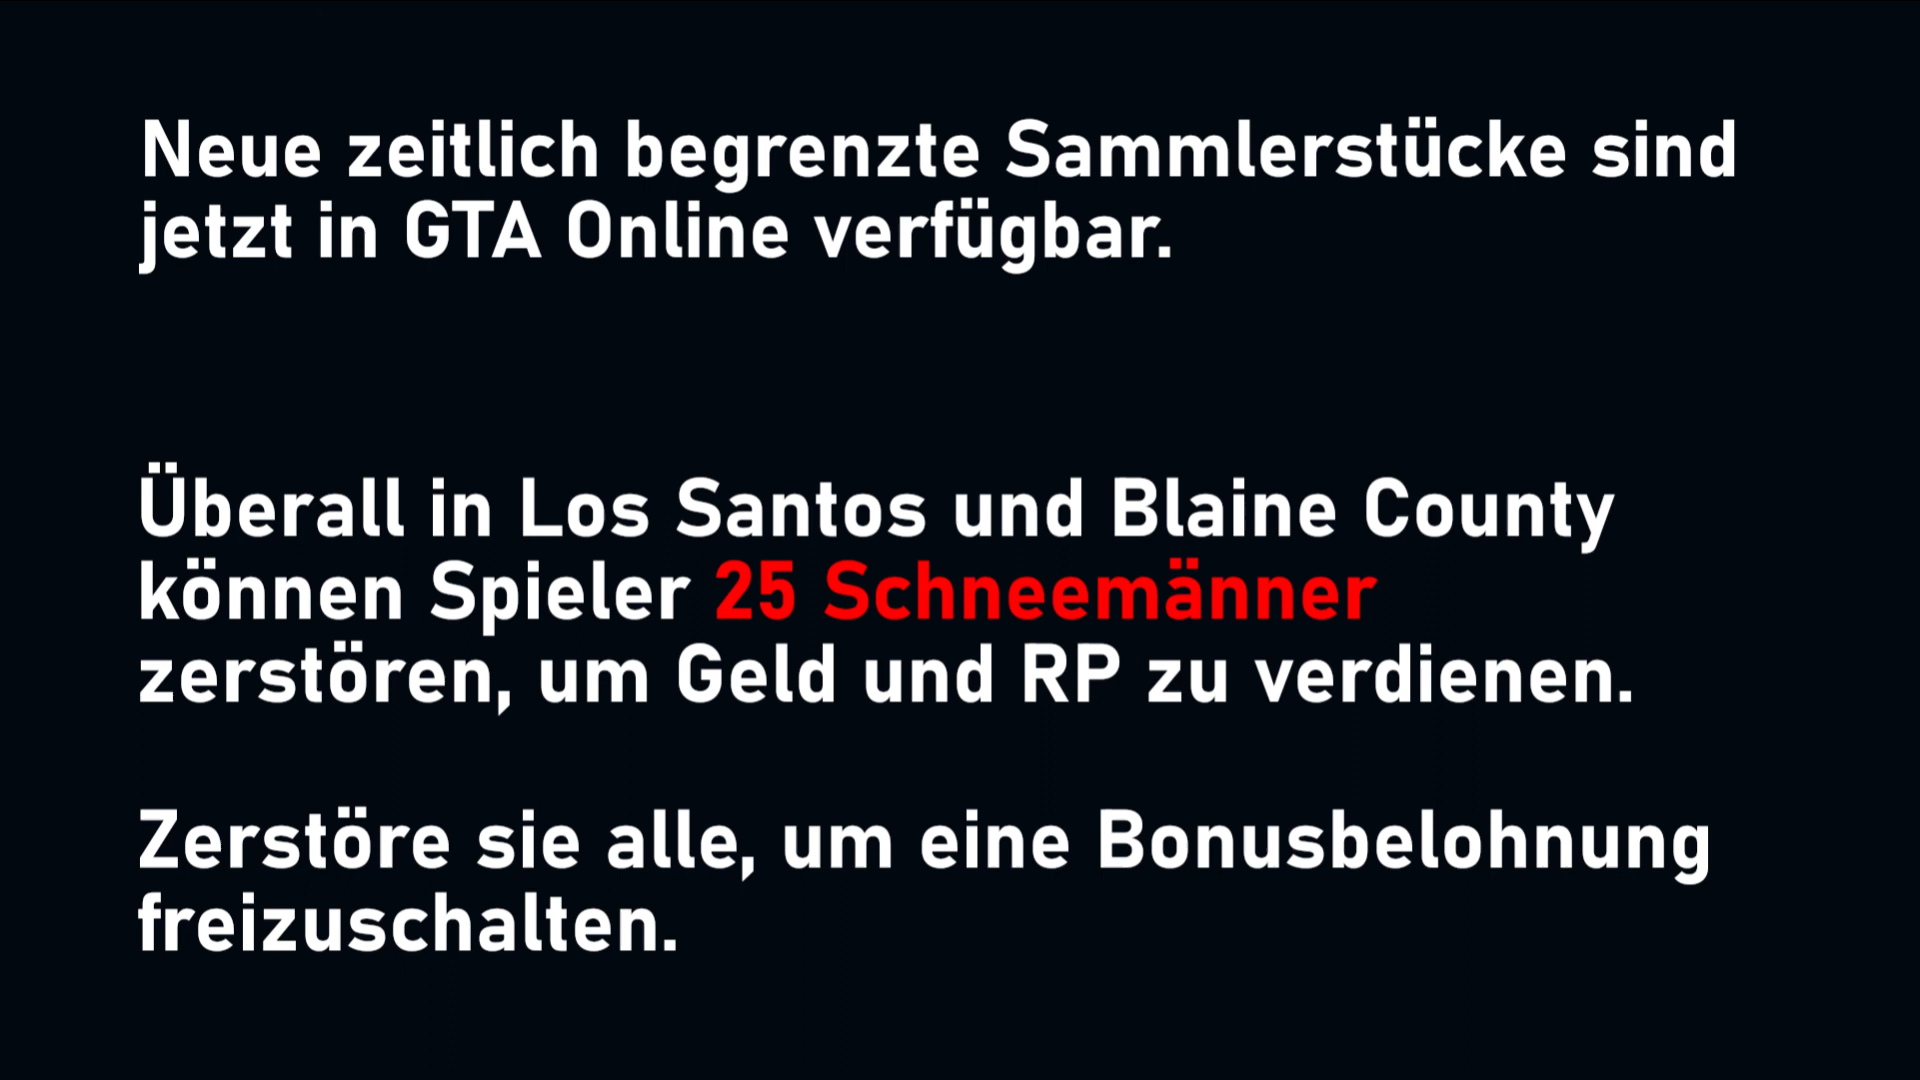 Neue zeitlich begrenzte Sammlerstücke sind
jetzt in GTA Online verfügbar.
Überall in Los Santos und Blaine County
können Spieler 25 Schneemänner
zerstören, um Geld und RP zu verdienen.
Zerstöre sie alle, um eine Bonusbelohnung
freizuschalten.